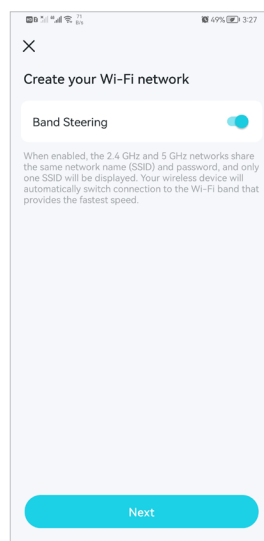 71
B/s
49% 3:27
Create your Wi-Fi network
Band Steering
When enabled, the 2.4 GHz and 5 GHz networks share
the same network name (SSID) and password, and only
one SSID will be displayed. Your wireless device will
automatically switch connection to the Wi-Fi band that
provides the fastest speed.
Next